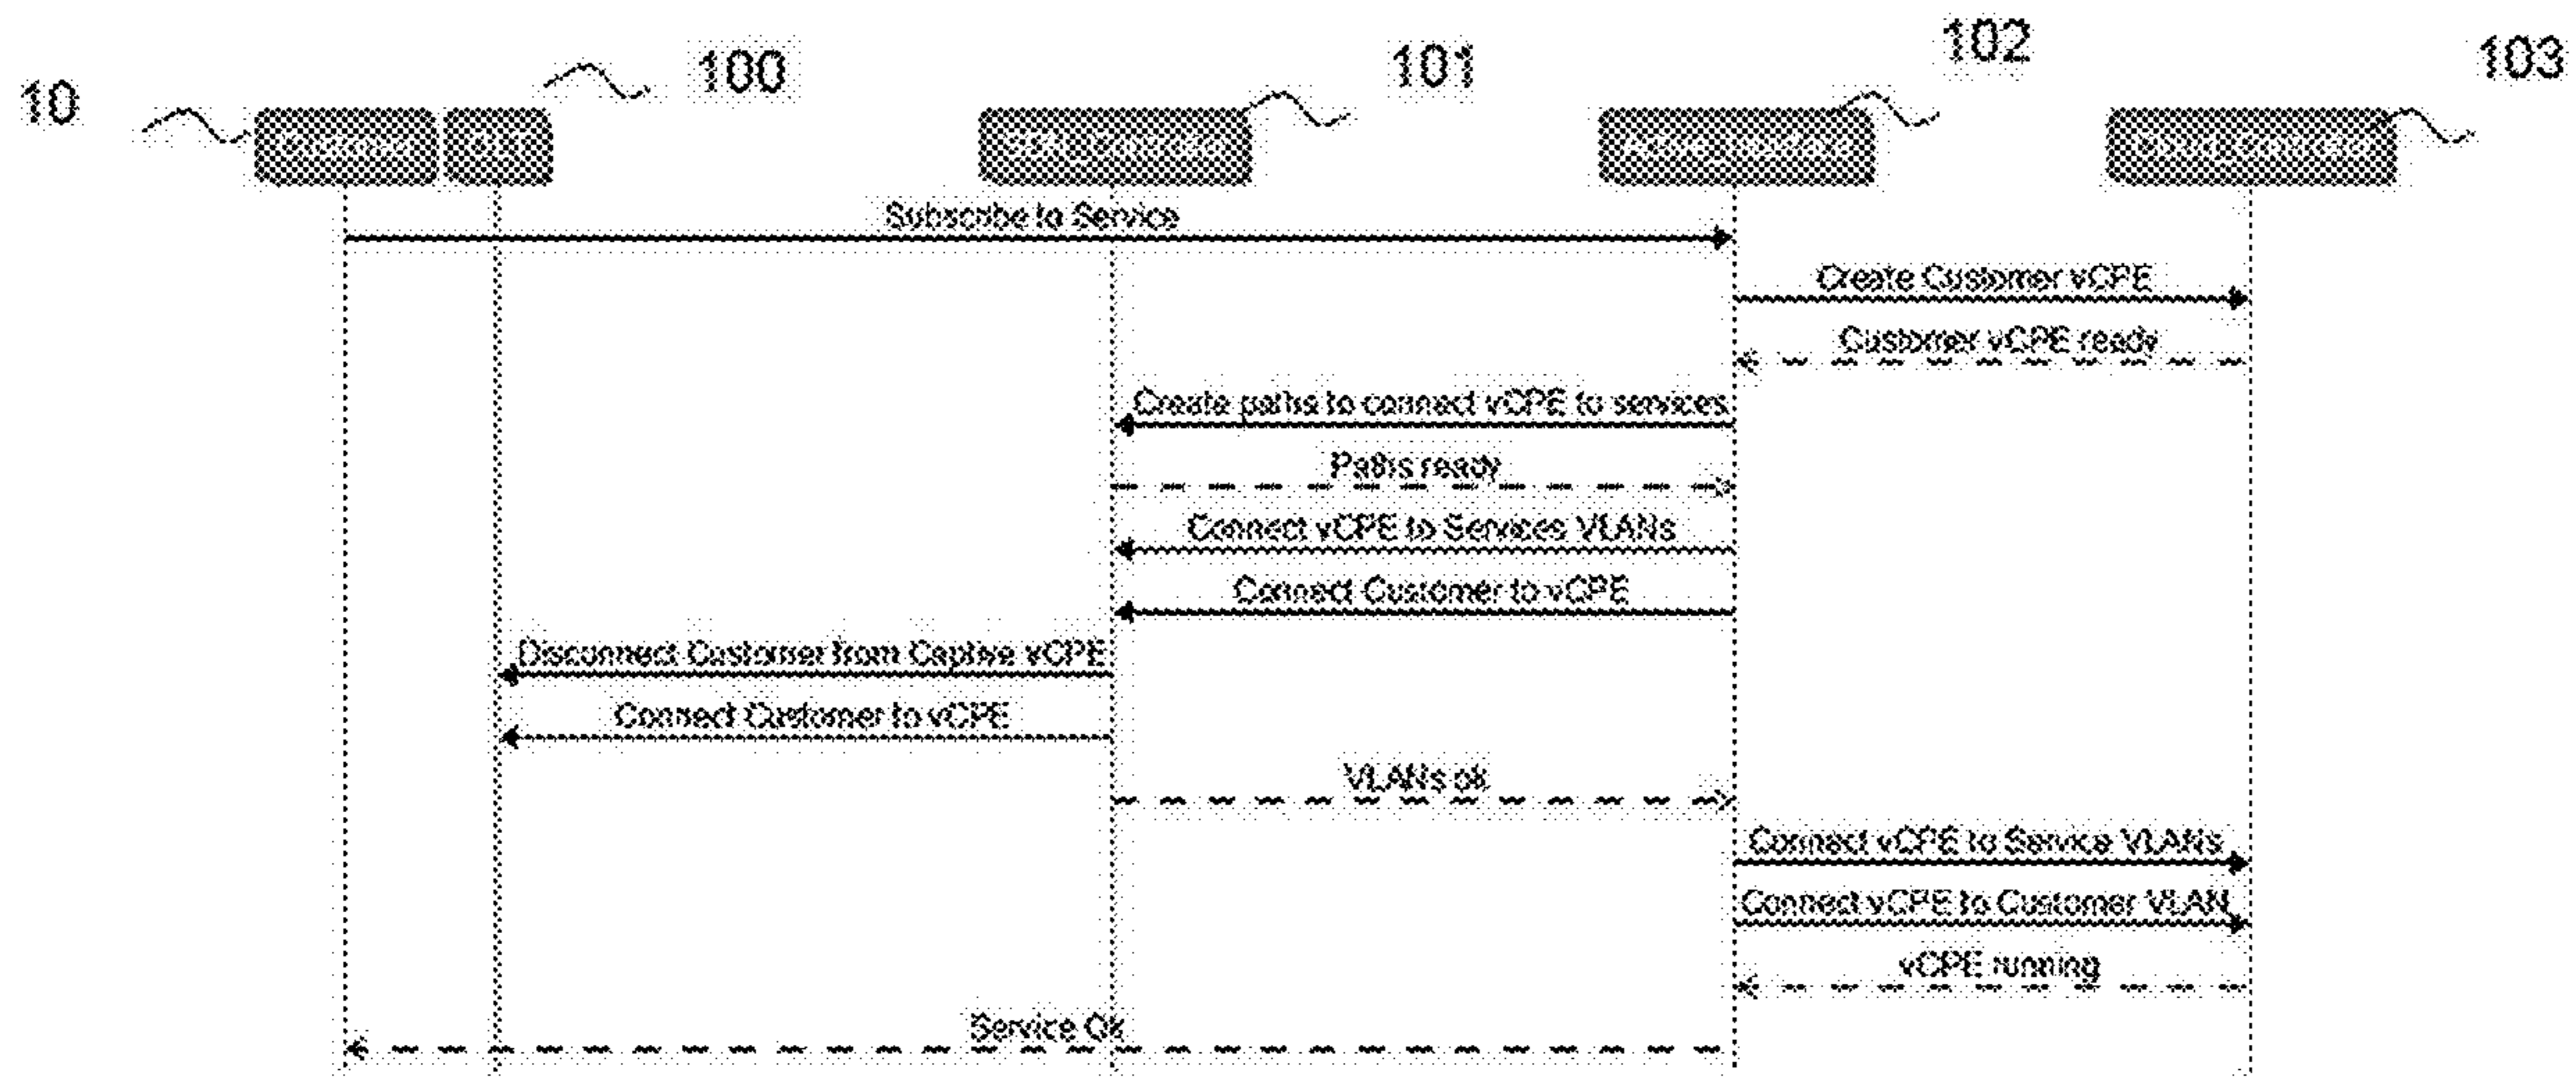 10
100
101
102
103
Customer
OLT
Subscribe to Service
Create Customer vCPE
Customer vCPE ready
Create paths to connect vCPE to services
Paths ready
Connect vCPE to Services VLANs
Connect Customer to vCPE
Disconnect Customer from Captive vCPE
Connect Customer to vCPE
VLANs ok
Connect vCPE to Service VLANs
Connect vCPE to Customer VLAN
vCPE running
Service Ok